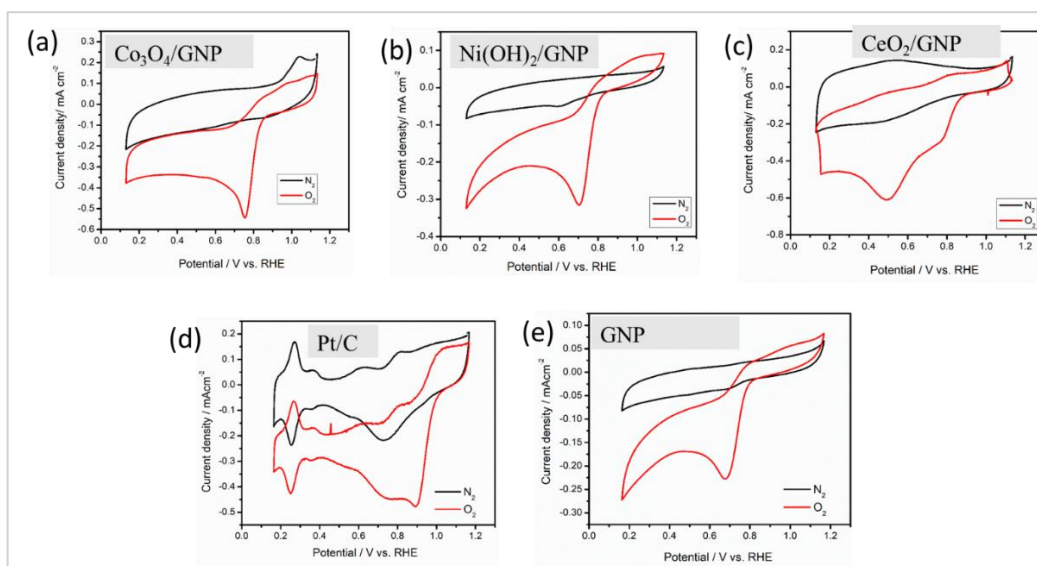 (a)
Co₃O₄/GNP
0.3
0.2
0.1
0.0
-0.1
-0.2
-0.3
-0.4
-0.5
-0.6
0.0 0.2 0.4 0.6 0.8 1.0 1.2
Current density/ mA cm⁻²
Potential / V vs. RHE
N₂
O₂
(b)
Ni(OH)₂/GNP
0.1
0.0
-0.1
-0.2
-0.3
-0.4
0.0 0.2 0.4 0.6 0.8 1.0 1.2
Current density/ mA cm⁻²
Potential / V vs. RHE
N₂
O₂
(c)
CeO₂/GNP
0.2
0.0
-0.2
-0.4
-0.6
-0.8
0.0 0.2 0.4 0.6 0.8 1.0 1.2
Current density/ mA cm⁻²
Potential / V vs. RHE
N₂
O₂
(d)
Pt/C
0.2
0.1
0.0
-0.1
-0.2
-0.3
-0.4
-0.5
0.0 0.2 0.4 0.6 0.8 1.0 1.2
Current density / mAcm⁻²
Potential / V vs. RHE
N₂
O₂
(e)
GNP
0.10
0.05
0.00
-0.05
-0.10
-0.15
-0.20
-0.25
-0.30
0.0 0.2 0.4 0.6 0.8 1.0 1.2
Current density / mAcm⁻²
Potential / V vs. RHE
N₂
O₂